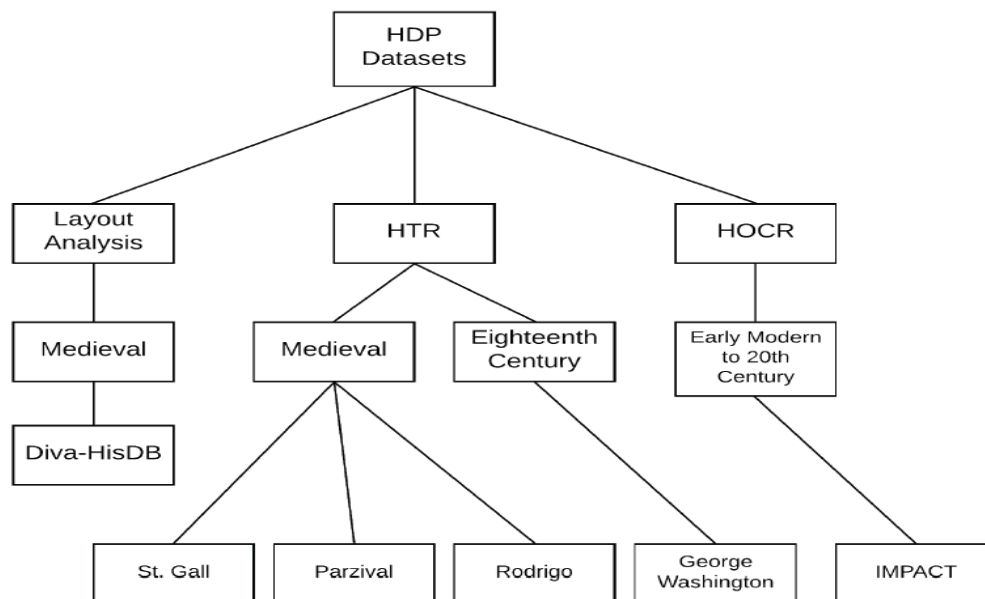 HDP
Datasets
Layout
Analysis
HTR
HOCR
Medieval
Medieval
Eighteenth
Century
Early Modern
to 20th
Century
Diva-HisDB
St. Gall
Parzival
Rodrigo
George
Washington
IMPACT